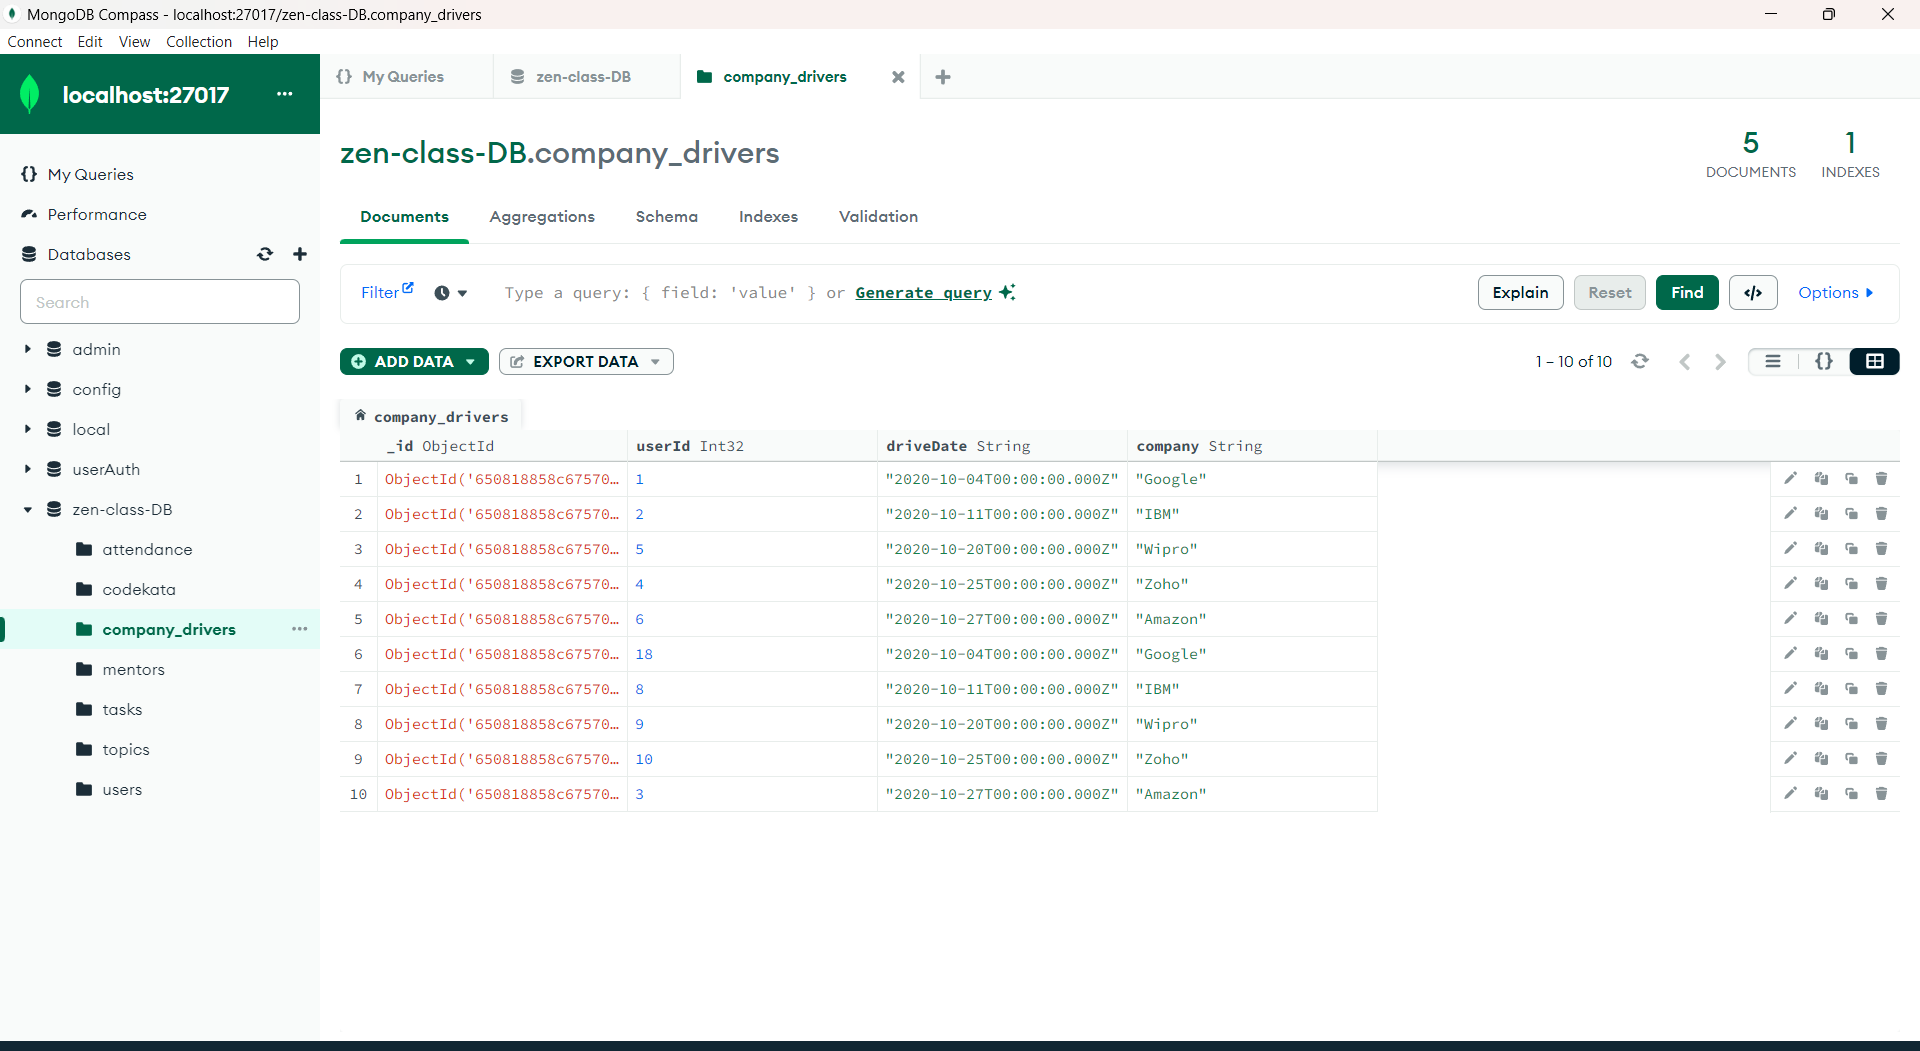 MongoDB Compass - localhost:27017/zen-class-DB.company_drivers
Connect Edit View Collection Help
localhost:27017 ···
{} My Queries
Performance
Databases
Search
admin
config
local
userAuth
zen-class-DB
attendance
codekata
company_drivers ···
mentors
tasks
topics
users
{} My Queries zen-class-DB company_drivers
zen-class-DB.company_drivers
5 DOCUMENTS
1 INDEXES
Documents Aggregations Schema Indexes Validation
Filter Type a query: { field: 'value' } or Generate query Explain Reset Find </> Options
ADD DATA EXPORT DATA 1 – 10 of 10 {}
company_drivers
_id ObjectId userId Int32 driveDate String company String
1 ObjectId('650818858c67570… 1 "2020-10-04T00:00:00.000Z" "Google"
2 ObjectId('650818858c67570… 2 "2020-10-11T00:00:00.000Z" "IBM"
3 ObjectId('650818858c67570… 5 "2020-10-20T00:00:00.000Z" "Wipro"
4 ObjectId('650818858c67570… 4 "2020-10-25T00:00:00.000Z" "Zoho"
5 ObjectId('650818858c67570… 6 "2020-10-27T00:00:00.000Z" "Amazon"
6 ObjectId('650818858c67570… 18 "2020-10-04T00:00:00.000Z" "Google"
7 ObjectId('650818858c67570… 8 "2020-10-11T00:00:00.000Z" "IBM"
8 ObjectId('650818858c67570… 9 "2020-10-20T00:00:00.000Z" "Wipro"
9 ObjectId('650818858c67570… 10 "2020-10-25T00:00:00.000Z" "Zoho"
10 ObjectId('650818858c67570… 3 "2020-10-27T00:00:00.000Z" "Amazon"